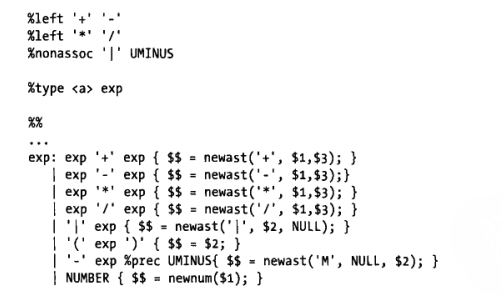 %left '+' '-'
%left '*' '/'
%nonassoc '|' UMINUS
%type <a> exp
%%
...
exp: exp '+' exp { $$ = newast('+', $1,$3); }
| exp '-' exp { $$ = newast('-', $1,$3);}
| exp '*' exp { $$ = newast('*', $1,$3); }
| exp '/' exp { $$ = newast('/', $1,$3); }
| '|' exp { $$ = newast('|', $2, NULL); }
| '(' exp ')' { $$ = $2; }
| '-' exp %prec UMINUS{ $$ = newast('M', NULL, $2); }
| NUMBER { $$ = newnum($1); }